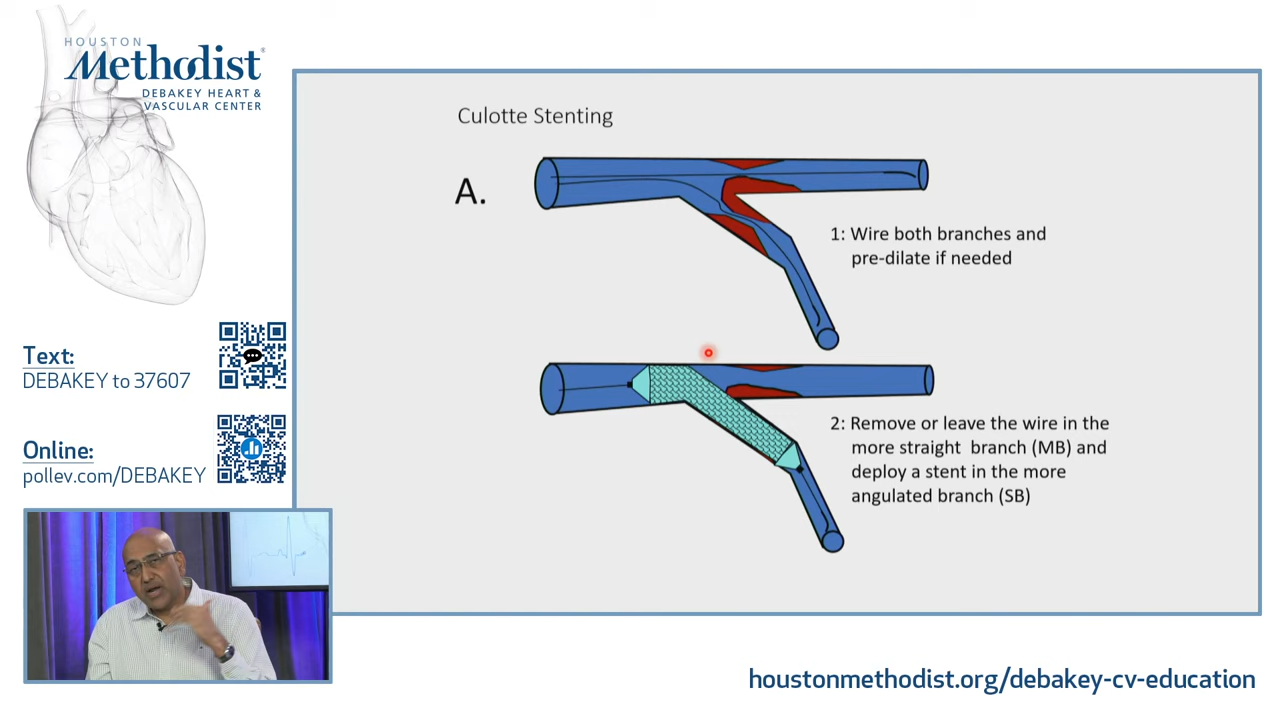 HOUSTON
Methodist®
DEBAKEY HEART &
VASCULAR CENTER
Text:
DEBAKEY to 37607
Online:
pollev.com/DEBAKEY
Culotte Stenting
A.
1: Wire both branches and
pre-dilate if needed
2: Remove or leave the wire in the
more straight branch (MB) and
deploy a stent in the more
angulated branch (SB)
houstonmethodist.org/debakey-cv-education